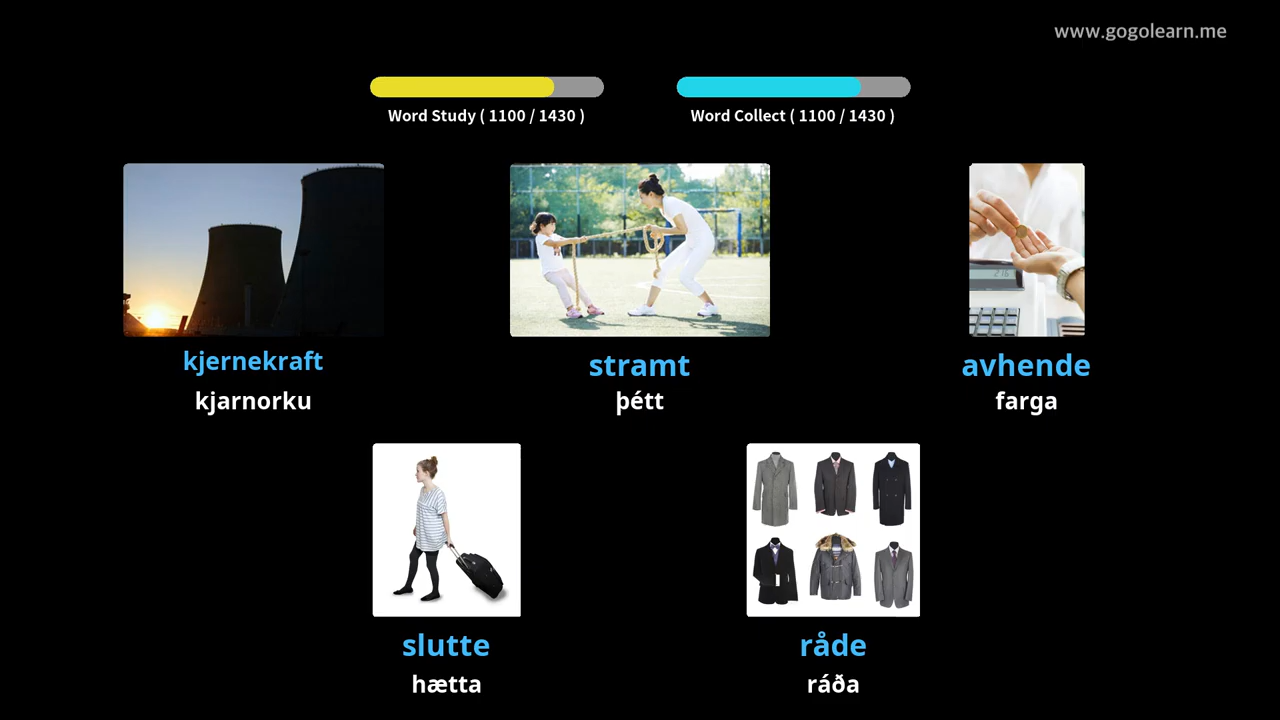 www.gogolearn.me
Word Study ( 1100 / 1430 )
Word Collect ( 1100 / 1430 )
kjernekraft
kjarnorku
stramt
þétt
avhende
farga
slutte
hætta
råde
ráða